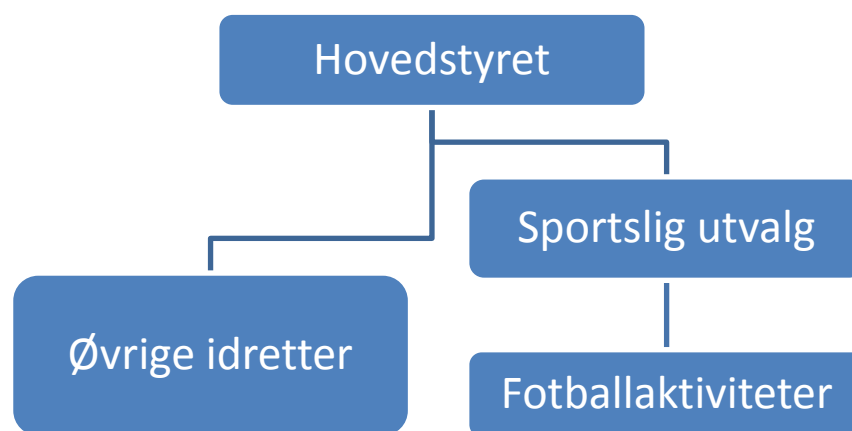 Hovedstyret
Sportslig utvalg
Øvrige idretter
Fotballaktiviteter